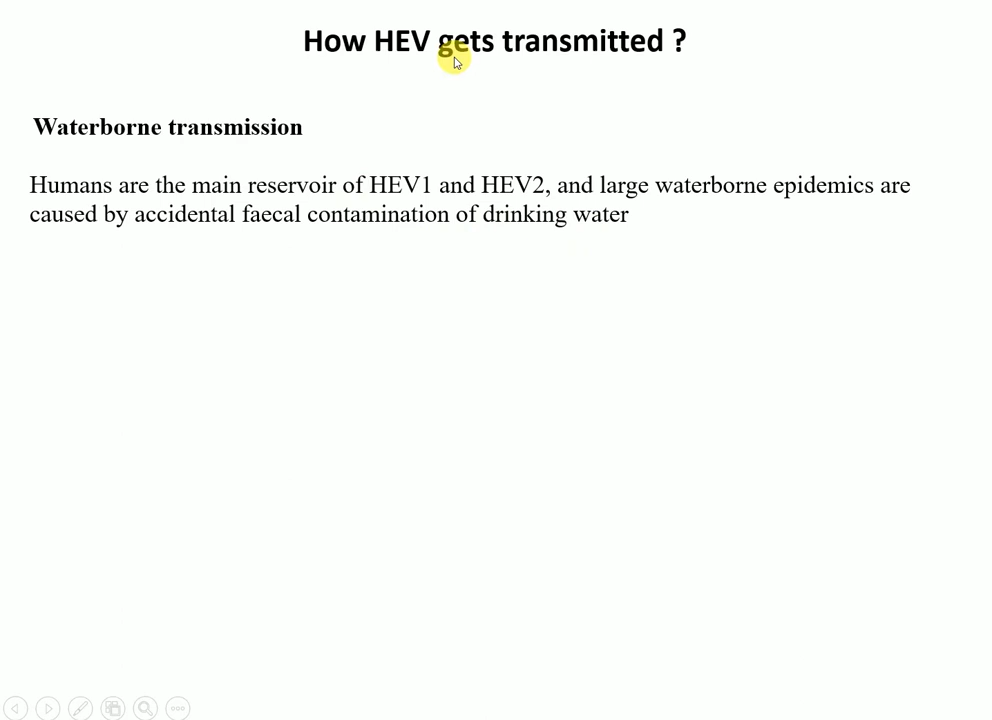 How HEV gets transmitted ?
Waterborne transmission
Humans are the main reservoir of HEV1 and HEV2, and large waterborne epidemics are
caused by accidental faecal contamination of drinking water